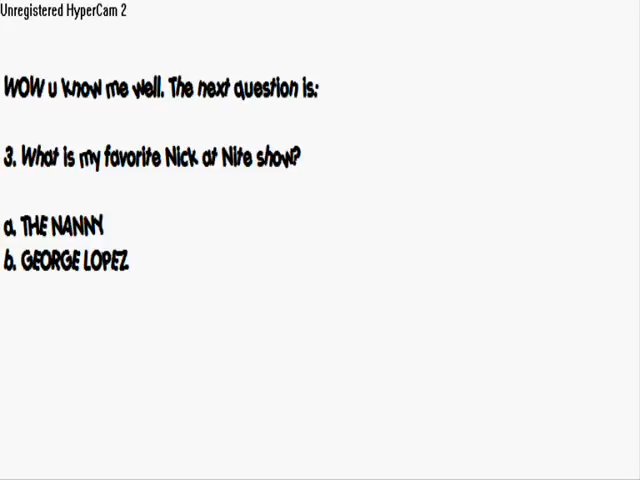 Unregistered HyperCam 2
WOW u know me well. The next question is:
3. What is my favorite Nick at Nite show?
a. THE NANNY
b. GEORGE LOPEZ